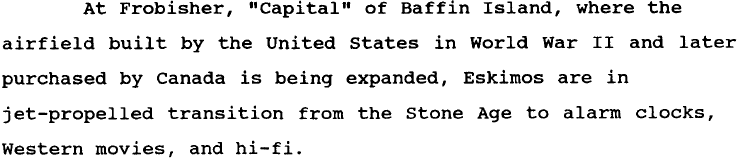 At Frobisher, "Capital" of Baffin Island, where the
airfield built by the United States in World War II and later
purchased by Canada is being expanded, Eskimos are in
jet-propelled transition from the Stone Age to alarm clocks,
Western movies, and hi-fi.